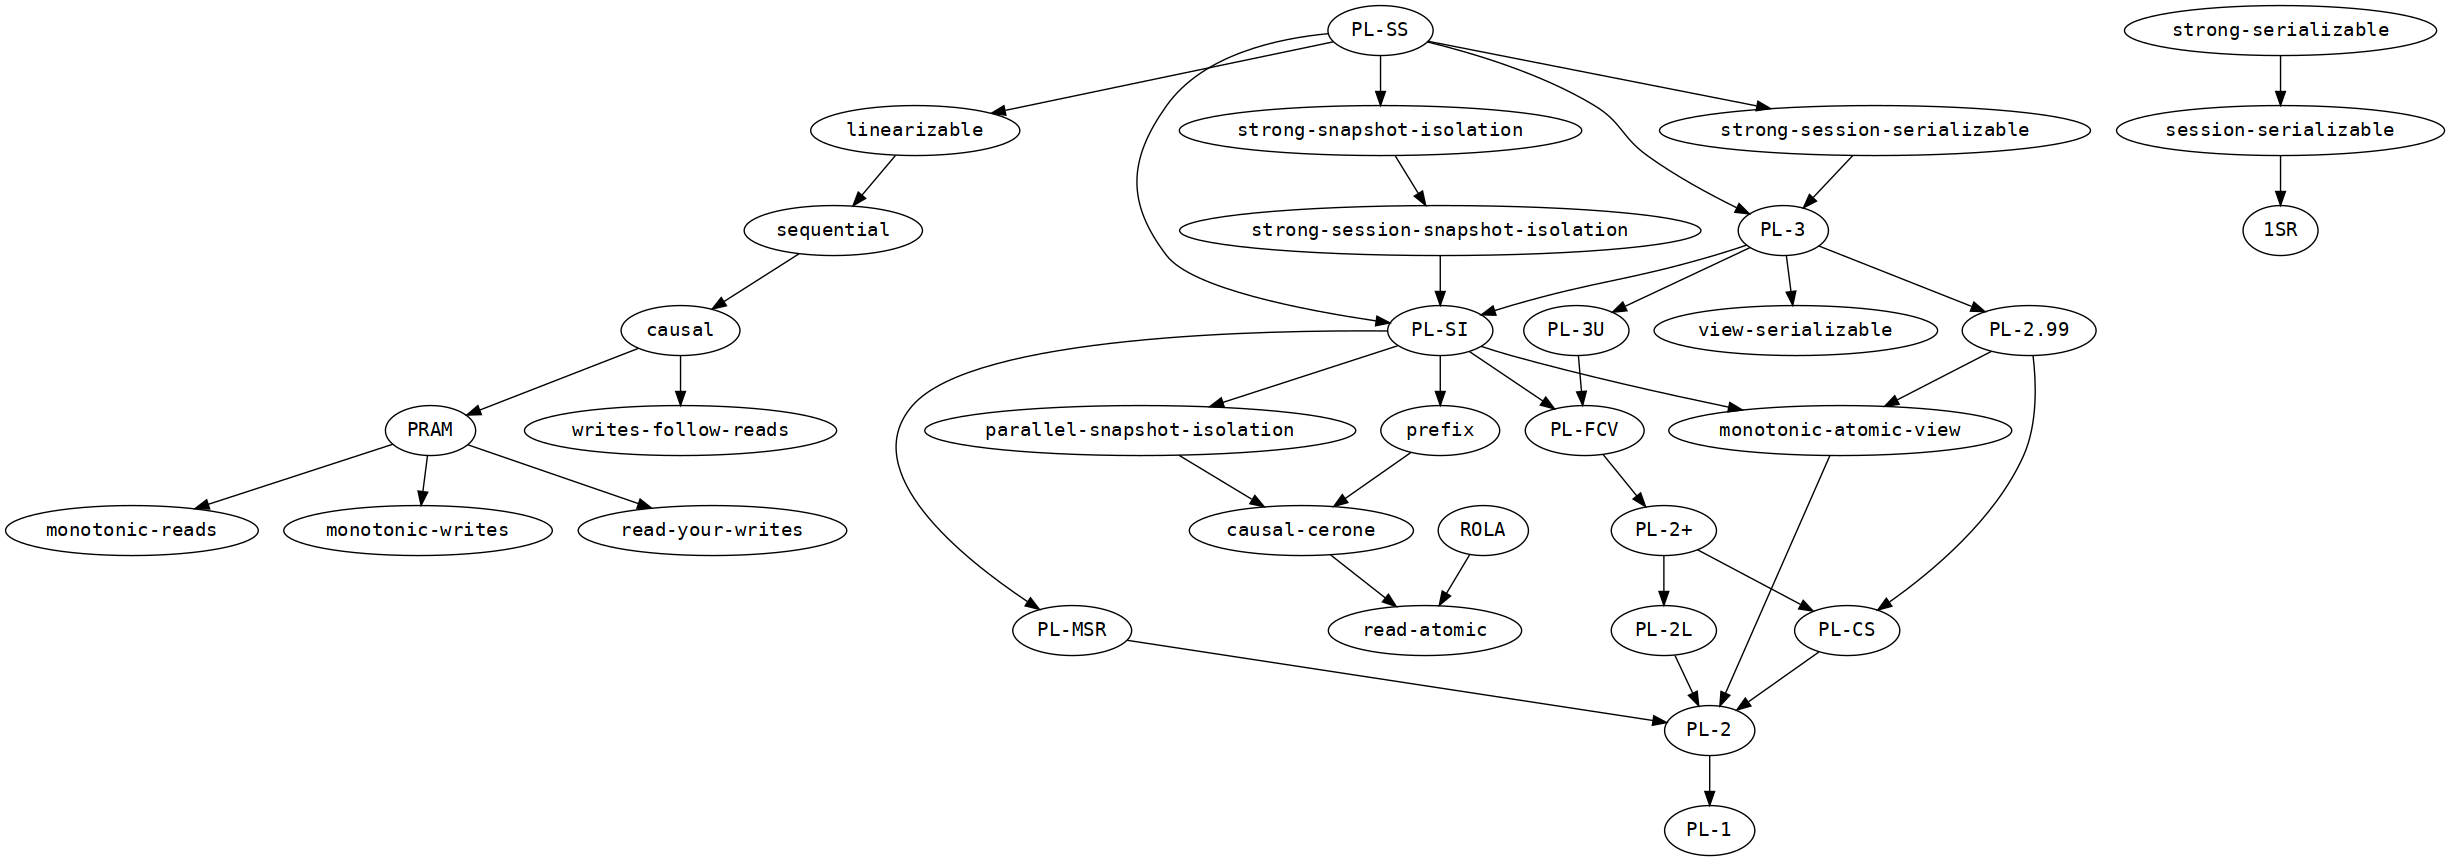 PL-SS
strong-serializable
linearizable
strong-snapshot-isolation
strong-session-serializable
session-serializable
sequential
strong-session-snapshot-isolation
PL-3
1SR
causal
PL-SI
PL-3U
view-serializable
PL-2.99
PRAM
writes-follow-reads
parallel-snapshot-isolation
prefix
PL-FCV
monotonic-atomic-view
monotonic-reads
monotonic-writes
read-your-writes
causal-cerone
ROLA
PL-2+
PL-MSR
read-atomic
PL-2L
PL-CS
PL-2
PL-1